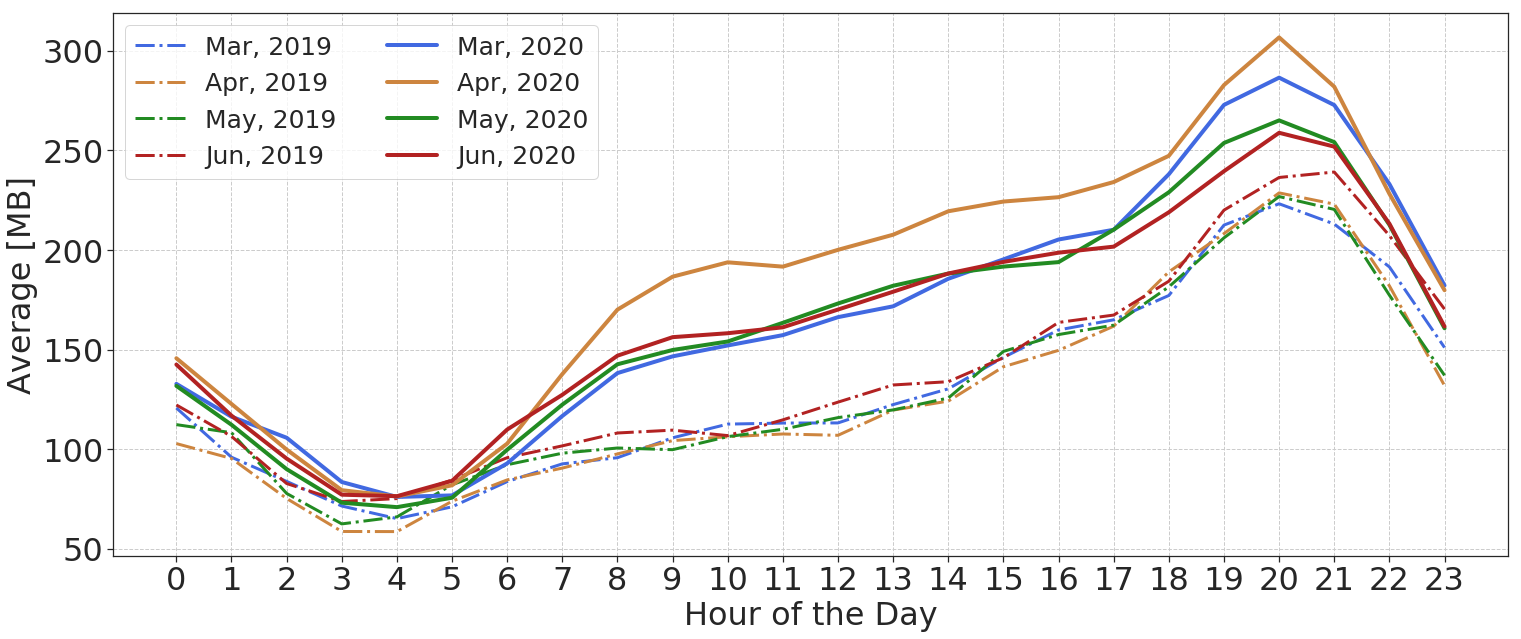 Mar, 2019
Apr, 2019
May, 2019
Jun, 2019
Mar, 2020
Apr, 2020
May, 2020
Jun, 2020
Average [MB]
300
250
200
150
100
50
0 1 2 3 4 5 6 7 8 9 10 11 12 13 14 15 16 17 18 19 20 21 22 23
Hour of the Day